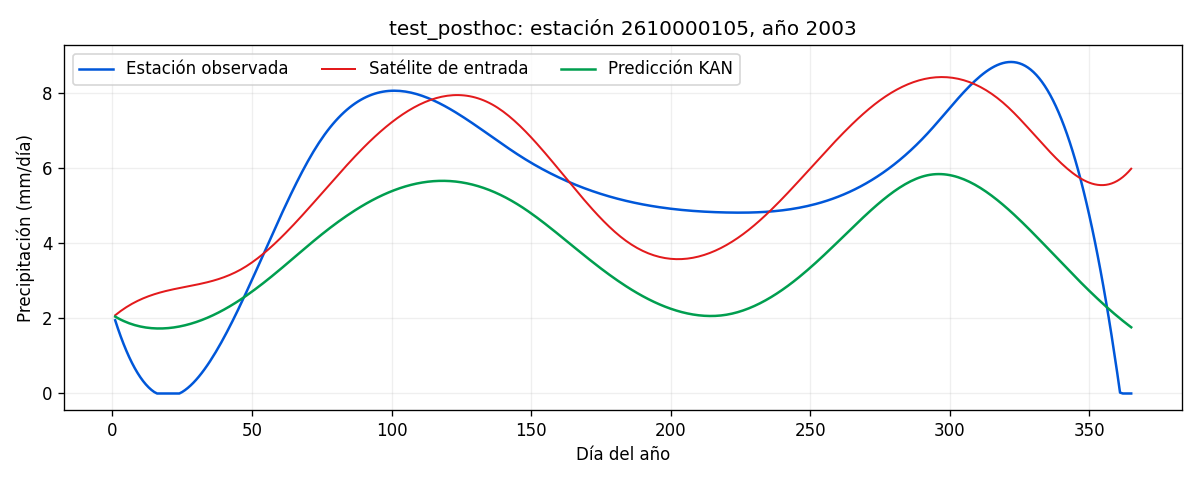 test_posthoc: estación 2610000105, año 2003
Estación observada
Satélite de entrada
Predicción KAN
Precipitación (mm/día)
8
6
4
2
0
0 50 100 150 200 250 300 350
Día del año